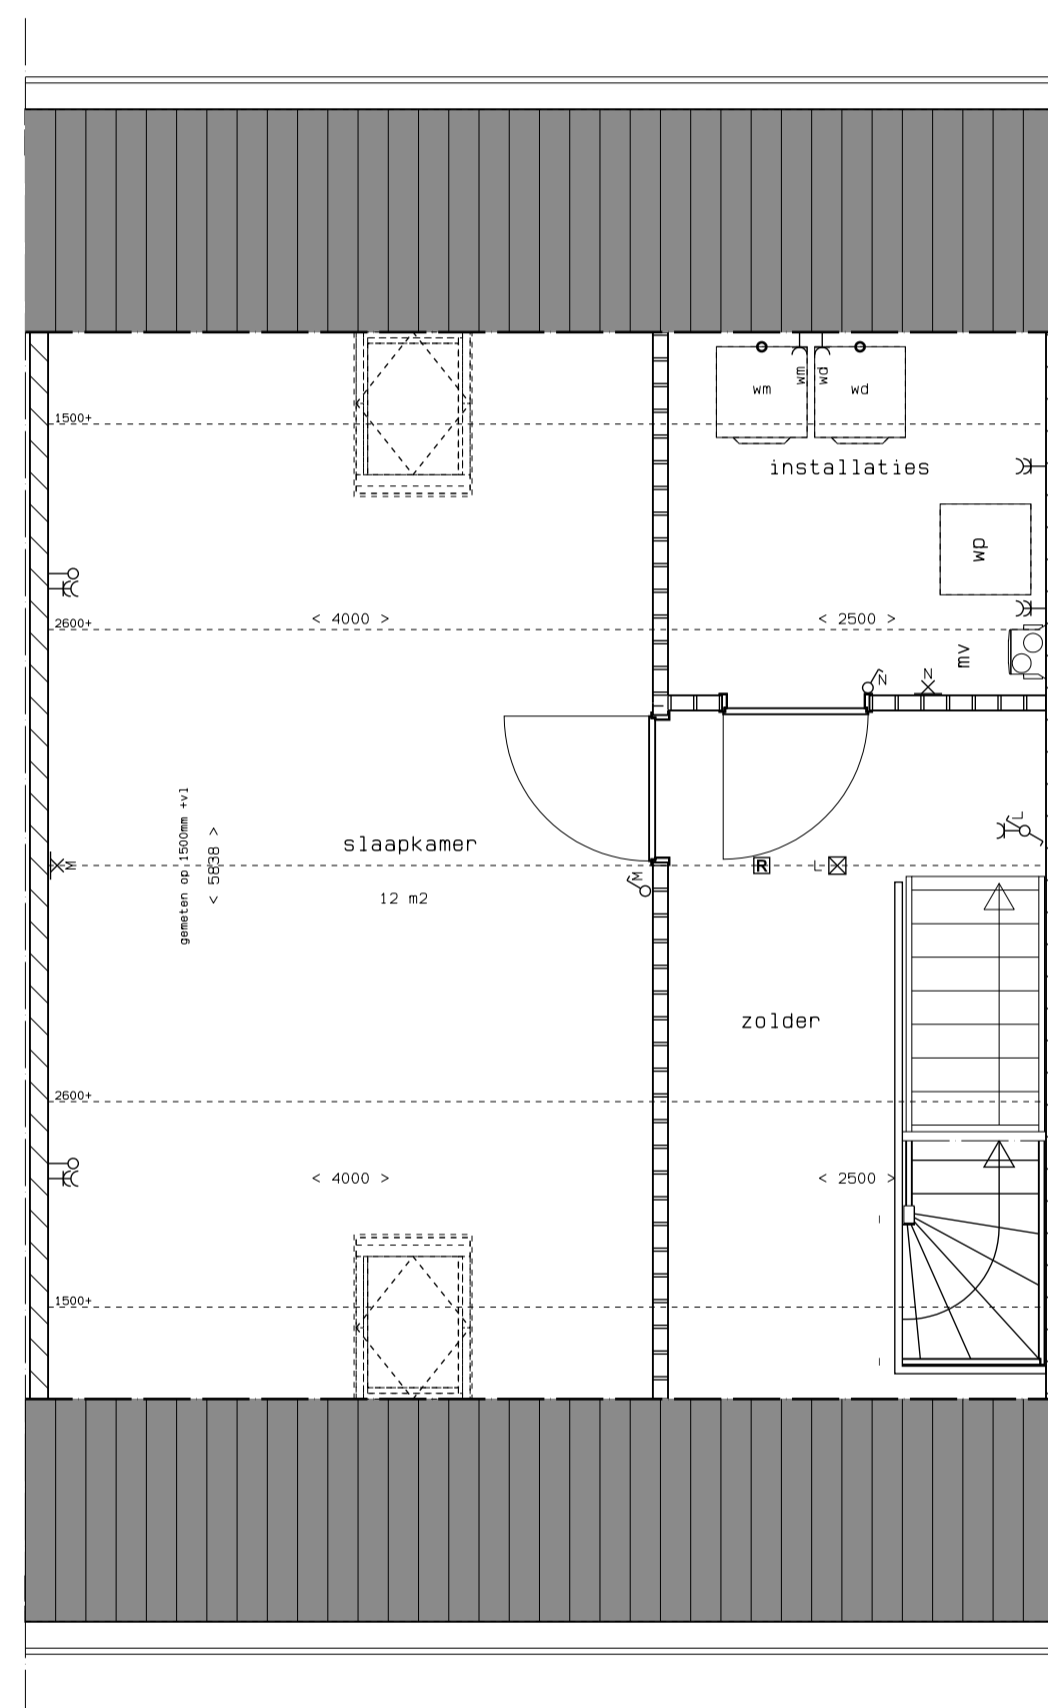 wm
wm
wd
wd
1500+
installaties
wp
< 4000 >
< 2500 >
2600+
mv
N
N
L
gemeten op 1500mm +vl
< 5838 >
slaapkamer
M
R
L
M
12 m2
zolder
2600+
< 4000 >
< 2500 >
1500+